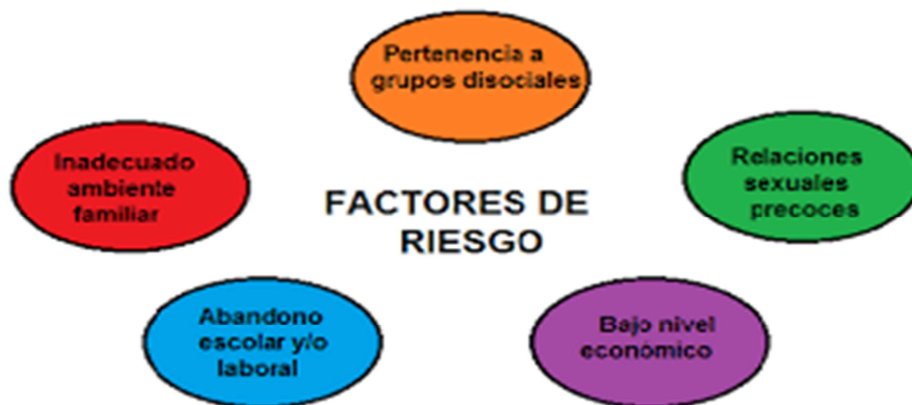 Pertenencia a
grupos disociales
Inadecuado
ambiente
familiar
Relaciones
sexuales
precoces
FACTORES DE
RIESGO
Abandono
escolar y/o
laboral
Bajo nivel
económico